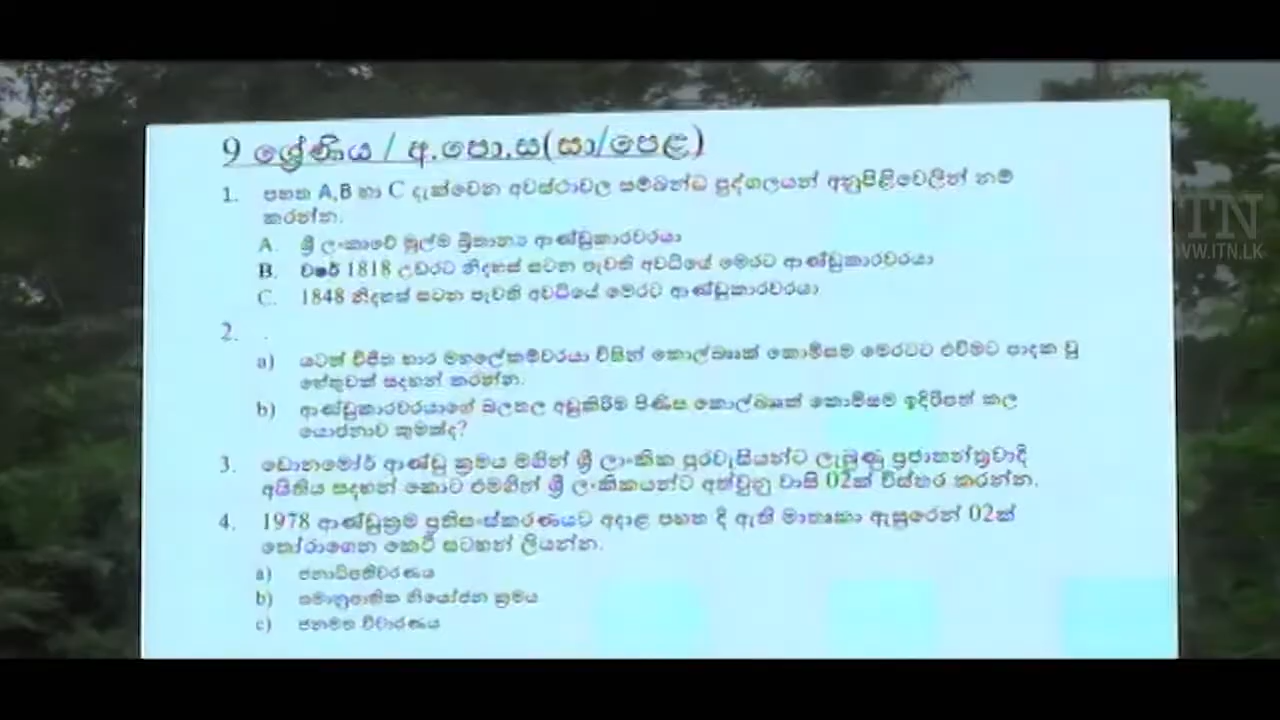 9 ශ්‍රේණිය / අ.පො.ස(සා/පෙළ)
1. පහත A,B හා C දැක්වෙන අවස්ථාවල සම්බන්ධ පුද්ගලයන් අනුපිළිවෙලින් නම්
කරන්න.
A. ශ්‍රී ලංකාවේ මුල්ම බ්‍රිතාන්‍ය ආණ්ඩුකාරවරයා
B. වර්ෂ 1818 උඩරට නිදහස් සටන පැවති අවධියේ මෙරට ආණ්ඩුකාරවරයා
C. 1848 නිදහස් සටන පැවති අවධියේ මෙරට ආණ්ඩුකාරවරයා
ITN
WWW.ITN.LK
2. .
a) යටත් විජිත භාර මහලේකම්වරයා විසින් කොල්බෲක් කොමිසම මෙරටට එවීමට පාදක වූ
හේතුවක් සඳහන් කරන්න.
b) ආණ්ඩුකාරවරයාගේ බලතල අඩුකිරීම පිණිස කොල්බෲක් කොමිසම ඉදිරිපත් කල
යොජනාව කුමක්ද?
3. ඩොනමෝර් ආණ්ඩු ක්‍රමය මගින් ශ්‍රී ලාංකික පුරවැසියන්ට ලැබුණු ප්‍රජාතන්ත්‍රවාදී
අයිතිය සදහන් කොට එමගින් ශ්‍රී ලංකිකයන්ට අත්වුනු වාසි 02ක් විස්තර කරන්න.
4. 1978 ආණ්ඩුක්‍රම ප්‍රතිසංස්කරණයට අදාළ පහත දී ඇති මාතෘකා ඇසුරෙන් 02ක්
තෝරාගෙන කෙටි සටහන් ලියන්න.
a) ජනාධිපතිවරණය
b) සමානුපාතික නියෝජන ක්‍රමය
c) ජනමත විචාරණය